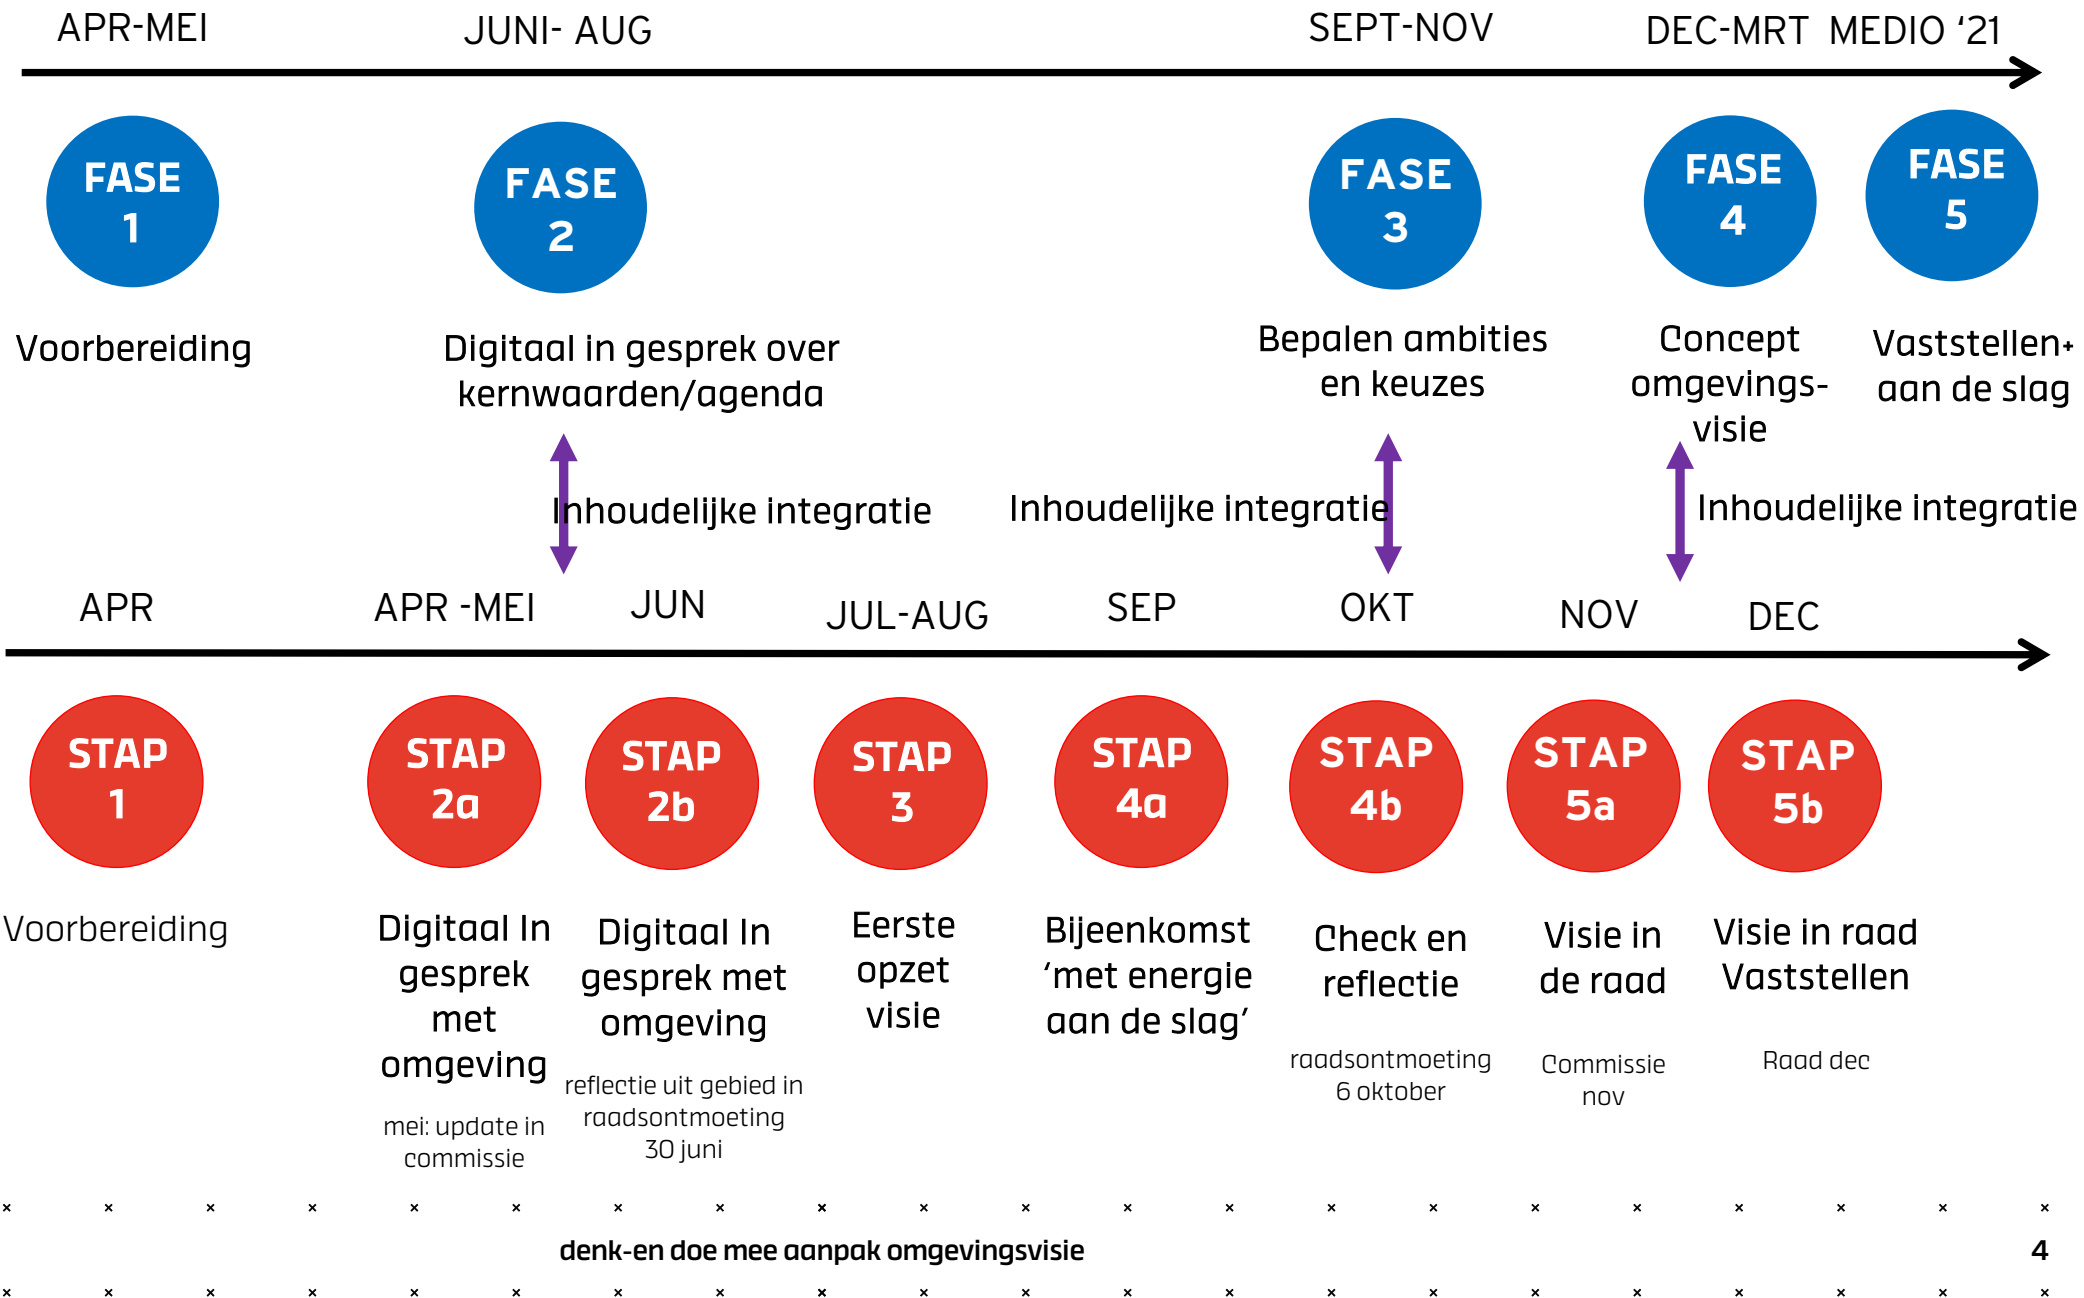 APR-MEI
JUNI- AUG
SEPT-NOV
DEC-MRT
MEDIO ‘21
FASE
1
FASE
2
FASE
3
FASE
4
FASE
5
Voorbereiding
Digitaal in gesprek over
kernwaarden/agenda
Bepalen ambities
en keuzes
Concept
omgevings-
visie
Vaststellen+
aan de slag
Inhoudelijke integratie
Inhoudelijke integratie
Inhoudelijke integratie
APR
APR -MEI
JUN
JUL-AUG
SEP
OKT
NOV
DEC
STAP
1
STAP
2a
STAP
2b
STAP
3
STAP
4a
STAP
4b
STAP
5a
STAP
5b
Voorbereiding
Digitaal In
gesprek
met
omgeving
mei: update in
commissie
Digitaal In
gesprek met
omgeving
reflectie uit gebied in
raadsontmoeting
30 juni
Eerste
opzet
visie
Bijeenkomst
‘met energie
aan de slag’
Check en
reflectie
raadsontmoeting
6 oktober
Visie in
de raad
Commissie
nov
Visie in raad
Vaststellen
Raad dec
denk-en doe mee aanpak omgevingsvisie
4